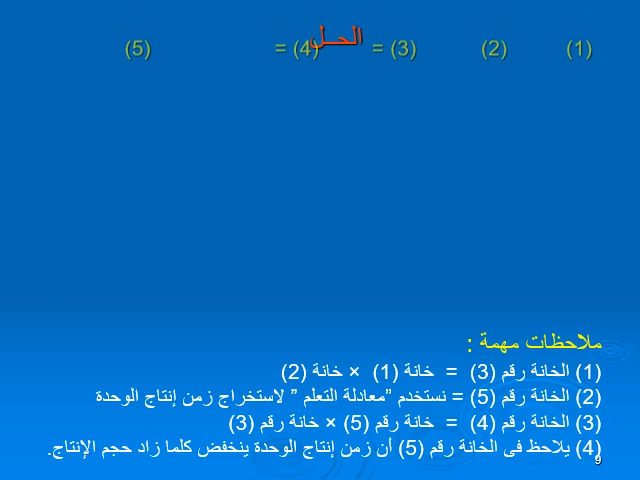 الحــل
(1) (2) (3) = (4) = (5)
ملاحظات مهمة :
(1) الخانة رقم (3) = خانة (1) × خانة (2)
(2) الخانة رقم (5) = نستخدم ”معادلة التعلم ” لاستخراج زمن إنتاج الوحدة
(3) الخانة رقم (4) = خانة رقم (5) × خانة رقم (3)
(4) يلاحظ فى الخانة رقم (5) أن زمن إنتاج الوحدة ينخفض كلما زاد حجم الإنتاج.
9